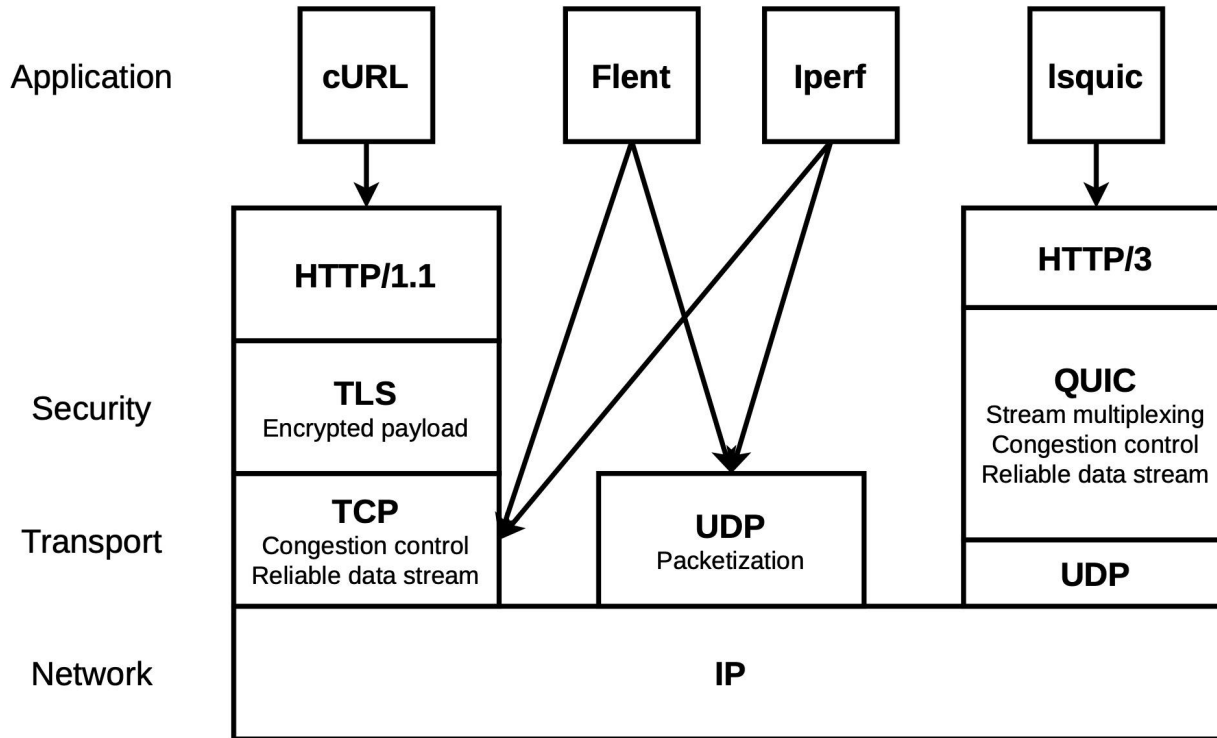 Application
cURL
Flent
Iperf
lsquic
HTTP/1.1
HTTP/3
Security
TLS
Encrypted payload
QUIC
Stream multiplexing
Congestion control
Reliable data stream
Transport
TCP
Congestion control
Reliable data stream
UDP
Packetization
UDP
Network
IP